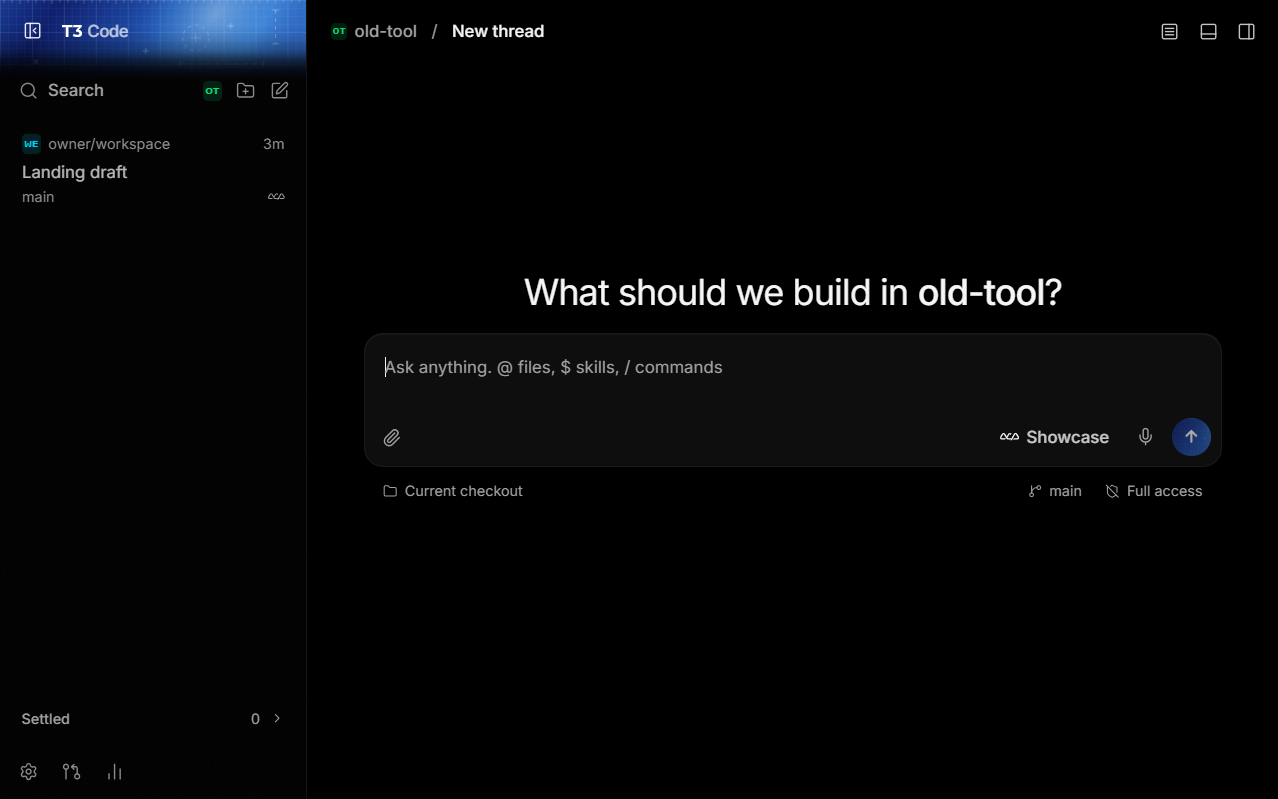 T3 Code
OT old-tool / New thread
Search
OT
WE owner/workspace 3m
Landing draft
main
What should we build in old-tool?
Ask anything. @ files, $ skills, / commands
Showcase
Current checkout
main
Full access
Settled 0